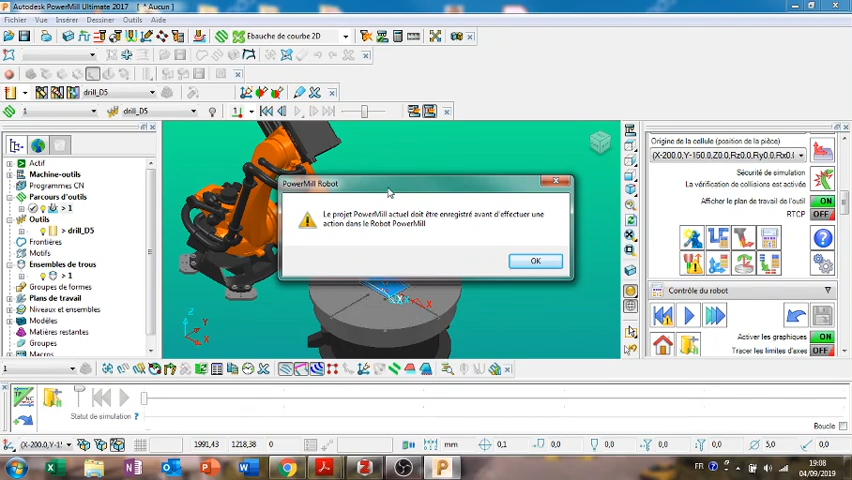 Autodesk PowerMill Ultimate 2017 [ * Aucun ]
Fichier Vue Insérer Dessiner Outils Aide
Ebauche de courbe 2D
drill_D5
1 drill_D5 1
PowerMill Robot
Le projet PowerMill actuel doit être enregistré avant d'effectuer une
action dans le Robot PowerMill
OK
Actif
Machine-outils
Programmes CN
Parcours d'outils
> 1
Outils
> drill_D5
Frontières
Motifs
Ensembles de trous
> 1
Groupes de formes
Plans de travail
Niveaux et ensembles
Modèles
Matières restantes
Groupes
Macros
Z
Y
X
X
Origine de la cellule (position de la pièce)
(X-200.0,Y-150.0,Z0.0,Rz0.0,Ry0.0,Rx0.0
Sécurité de simulation
La vérification de collisions est activée
Afficher le plan de travail de l'outil ON
RTCP OFF
Contrôle du robot
Activer les graphiques ON
Tracer les limites d'axes OFF
1
Statut de simulation ?
Boucle
(X-200.0,Y-1 1991,43 1218,38 0 mm 0,1 0,0 0,0 0,0 0,0 5,0 0,0
FR 19:08
04/09/2019